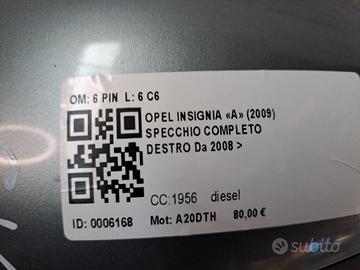 OM: 6 PIN L: 6 C6
OPEL INSIGNIA «A» (2009)
SPECCHIO COMPLETO
DESTRO Da 2008 >
CC:1956 diesel
ID: 0006168 Mot: A20DTH 80,00 €
subito